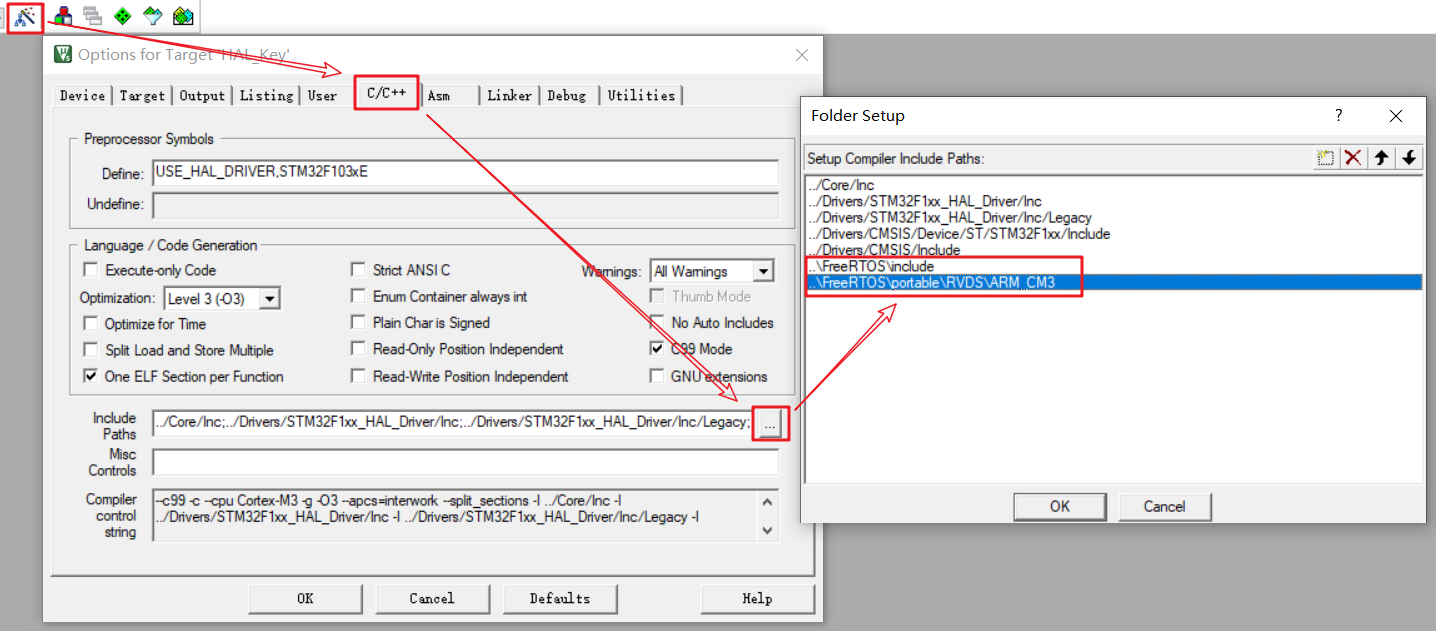 Options for Target 'HAL_Key'
Device Target Output Listing User C/C++ Asm Linker Debug Utilities
Preprocessor Symbols
Define: USE_HAL_DRIVER,STM32F103xE
Undefine:
Language / Code Generation
Execute-only Code
Strict ANSI C
Warnings: All Warnings
Optimization: Level 3 (-O3)
Enum Container always int
Thumb Mode
Optimize for Time
Plain Char is Signed
No Auto Includes
Split Load and Store Multiple
Read-Only Position Independent
C99 Mode
One ELF Section per Function
Read-Write Position Independent
GNU extensions
Include
Paths
../Core/Inc;../Drivers/STM32F1xx_HAL_Driver/Inc;../Drivers/STM32F1xx_HAL_Driver/Inc/Legacy;
...
Misc
Controls
Compiler
control
string
--c99 -c --cpu Cortex-M3 -g -O3 --apcs=interwork --split_sections -I ../Core/Inc -I
../Drivers/STM32F1xx_HAL_Driver/Inc -I ../Drivers/STM32F1xx_HAL_Driver/Inc/Legacy -I
OK Cancel Defaults Help
Folder Setup
?
Setup Compiler Include Paths:
../Core/Inc
../Drivers/STM32F1xx_HAL_Driver/Inc
../Drivers/STM32F1xx_HAL_Driver/Inc/Legacy
../Drivers/CMSIS/Device/ST/STM32F1xx/Include
../Drivers/CMSIS/Include
..\FreeRTOS\include
..\FreeRTOS\portable\RVDS\ARM_CM3
OK Cancel